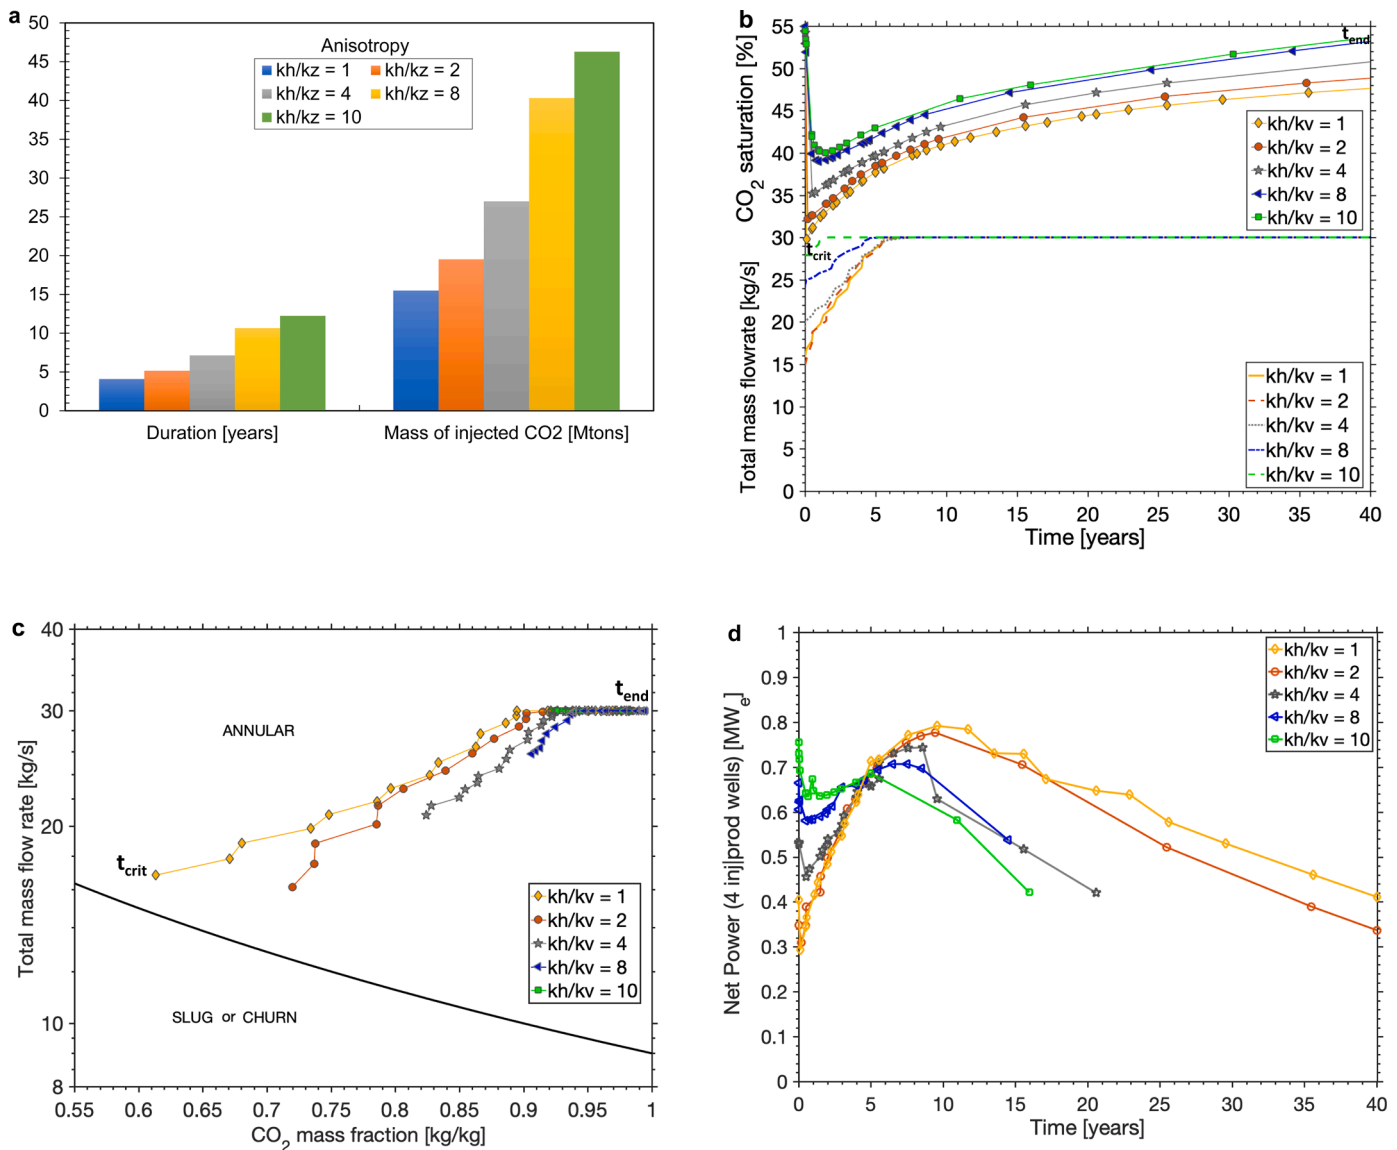 a
50
45
40
35
30
25
20
15
10
5
0
Anisotropy
kh/kz = 1
kh/kz = 2
kh/kz = 4
kh/kz = 8
kh/kz = 10
Duration [years]
Mass of injected CO2 [Mtons]
b
CO2 saturation [%]
Total mass flowrate [kg/s]
55
50
45
40
35
30
25
20
15
10
5
0
tend
tcrit
kh/kv = 1
kh/kv = 2
kh/kv = 4
kh/kv = 8
kh/kv = 10
kh/kv = 1
kh/kv = 2
kh/kv = 4
kh/kv = 8
kh/kv = 10
0 5 10 15 20 25 30 35 40
Time [years]
c
Total mass flow rate [kg/s]
40
30
20
10
8
ANNULAR
tend
tcrit
SLUG or CHURN
kh/kv = 1
kh/kv = 2
kh/kv = 4
kh/kv = 8
kh/kv = 10
0.55 0.6 0.65 0.7 0.75 0.8 0.85 0.9 0.95 1
CO2 mass fraction [kg/kg]
d
Net Power (4 inj|prod wells) [MWe]
1
0.9
0.8
0.7
0.6
0.5
0.4
0.3
0.2
0.1
0
kh/kv = 1
kh/kv = 2
kh/kv = 4
kh/kv = 8
kh/kv = 10
0 5 10 15 20 25 30 35 40
Time [years]